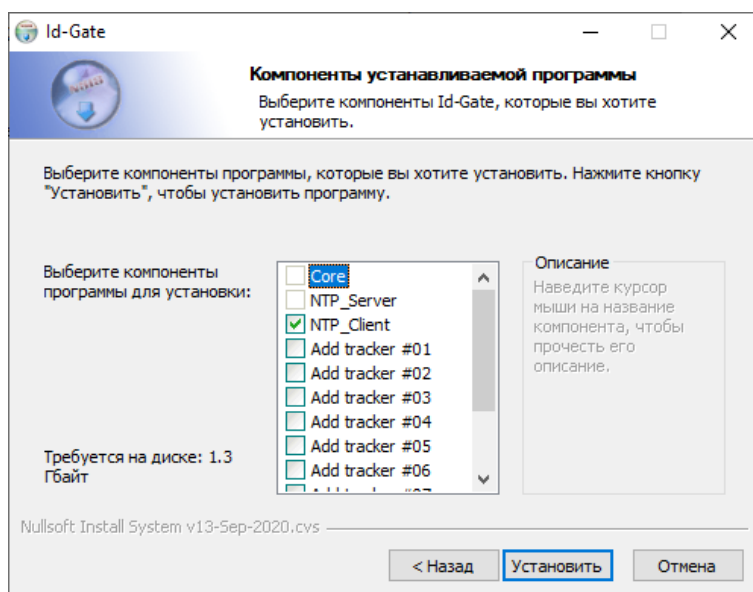 Id-Gate
Компоненты устанавливаемой программы
Выберите компоненты Id-Gate, которые вы хотите
установить.
Выберите компоненты программы, которые вы хотите установить. Нажмите кнопку
"Установить", чтобы установить программу.
Выберите компоненты
программы для установки:
Core
NTP_Server
NTP_Client
Add tracker #01
Add tracker #02
Add tracker #03
Add tracker #04
Add tracker #05
Add tracker #06
Описание
Наведите курсор
мыши на название
компонента, чтобы
прочесть его
описание.
Требуется на диске: 1.3
Гбайт
Nullsoft Install System v13-Sep-2020.cvs
< Назад
Установить
Отмена